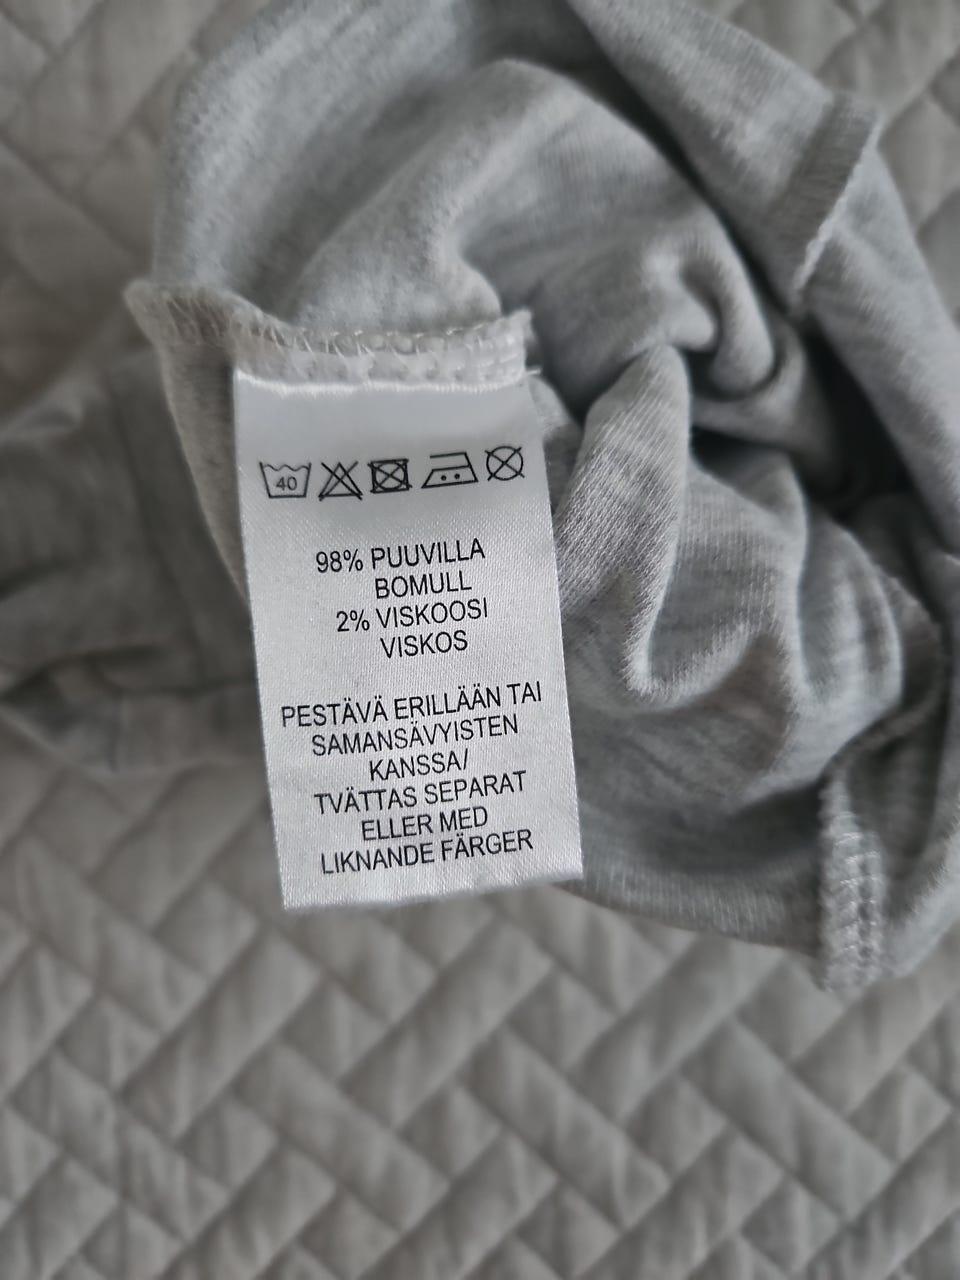 40
98% PUUVILLA
BOMULL
2% VISKOOSI
VISKOS
PESTÄVÄ ERILLÄÄN TAI
SAMANSÄVYISTEN
KANSSA/
TVÄTTAS SEPARAT
ELLER MED
LIKNANDE FÄRGER